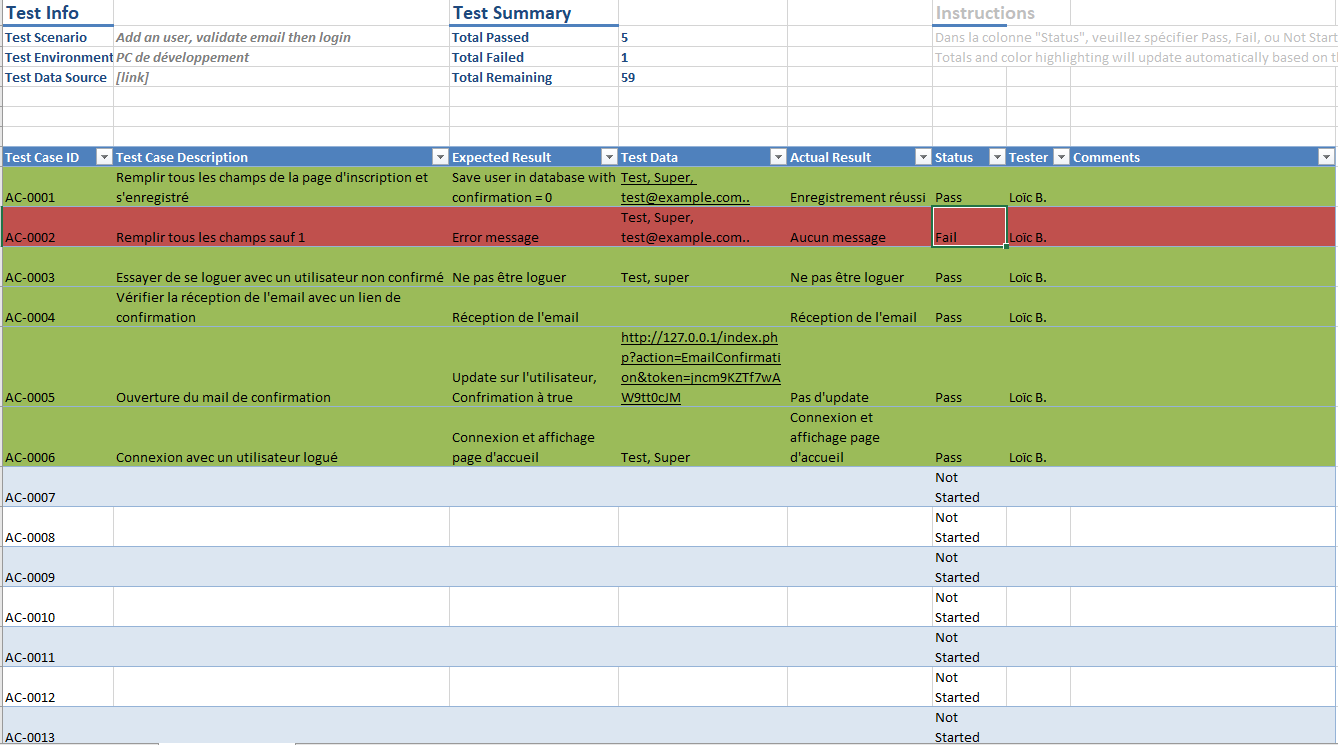 Test Info Test Summary Instructions
Test Scenario Add an user, validate email then login Total Passed 5 Dans la colonne "Status", veuillez spécifier Pass, Fail, ou Not Start
Test Environment PC de développement Total Failed 1 Totals and color highlighting will update automatically based on
Test Data Source [link] Total Remaining 59
Test Case ID Test Case Description Expected Result Test Data Actual Result Status Tester Comments
Remplir tous les champs de la page d'inscription et Save user in database with Test, Super,
AC-0001 s'enregistré confirmation = 0 test@example.com.. Enregistrement réussi Pass Loïc B.
Test, Super,
AC-0002 Remplir tous les champs sauf 1 Error message test@example.com.. Aucun message Fail Loïc B.
AC-0003 Essayer de se loguer avec un utilisateur non confirmé Ne pas être loguer Test, super Ne pas être loguer Pass Loïc B.
Vérifier la réception de l'email avec un lien de
AC-0004 confirmation Réception de l'email Réception de l'email Pass Loïc B.
http://127.0.0.1/index.ph
p?action=EmailConfirmati
Update sur l'utilisateur, on&token=jncm9KZTf7wA
AC-0005 Ouverture du mail de confirmation Confrimation à true W9tt0cJM Pas d'update Pass Loïc B.
Connexion et
Connexion et affichage affichage page
AC-0006 Connexion avec un utilisateur logué page d'accueil Test, Super d'accueil Pass Loïc B.
Not
AC-0007 Started
Not
AC-0008 Started
Not
AC-0009 Started
Not
AC-0010 Started
Not
AC-0011 Started
Not
AC-0012 Started
Not
AC-0013 Started